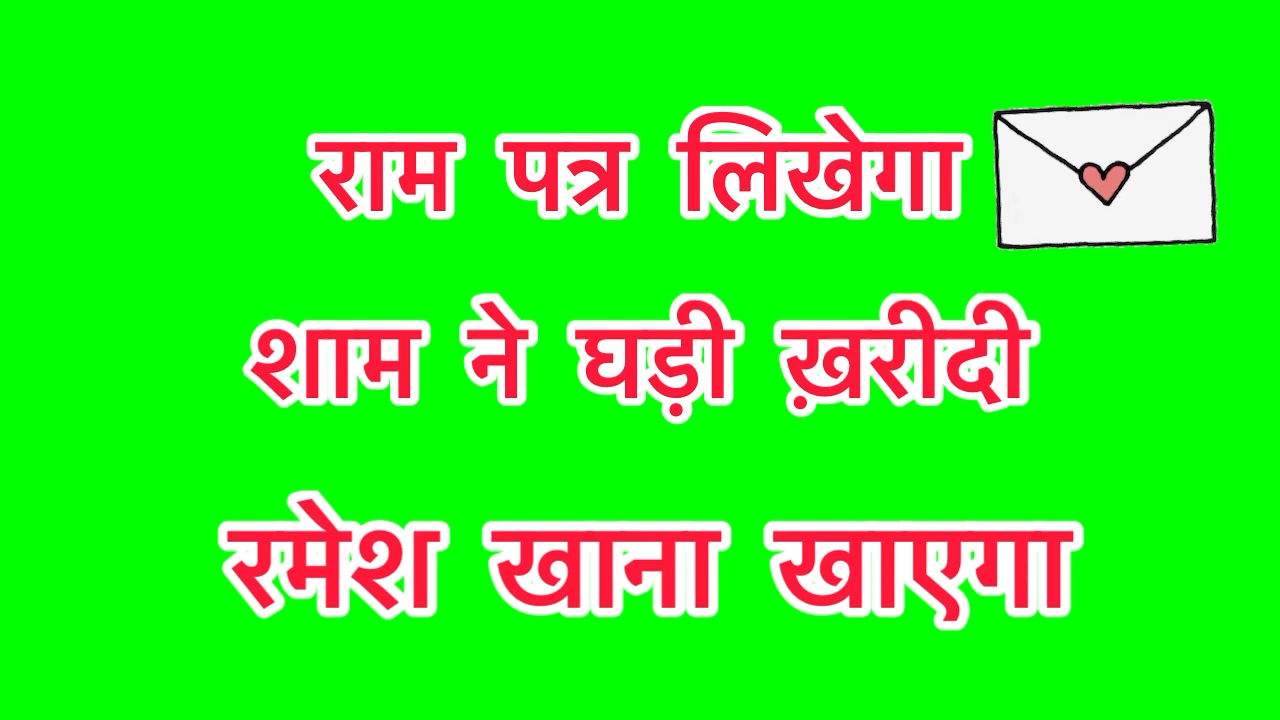 राम पत्र लिखेगा
शाम ने घड़ी ख़रीदी
रमेश खाना खाएगा